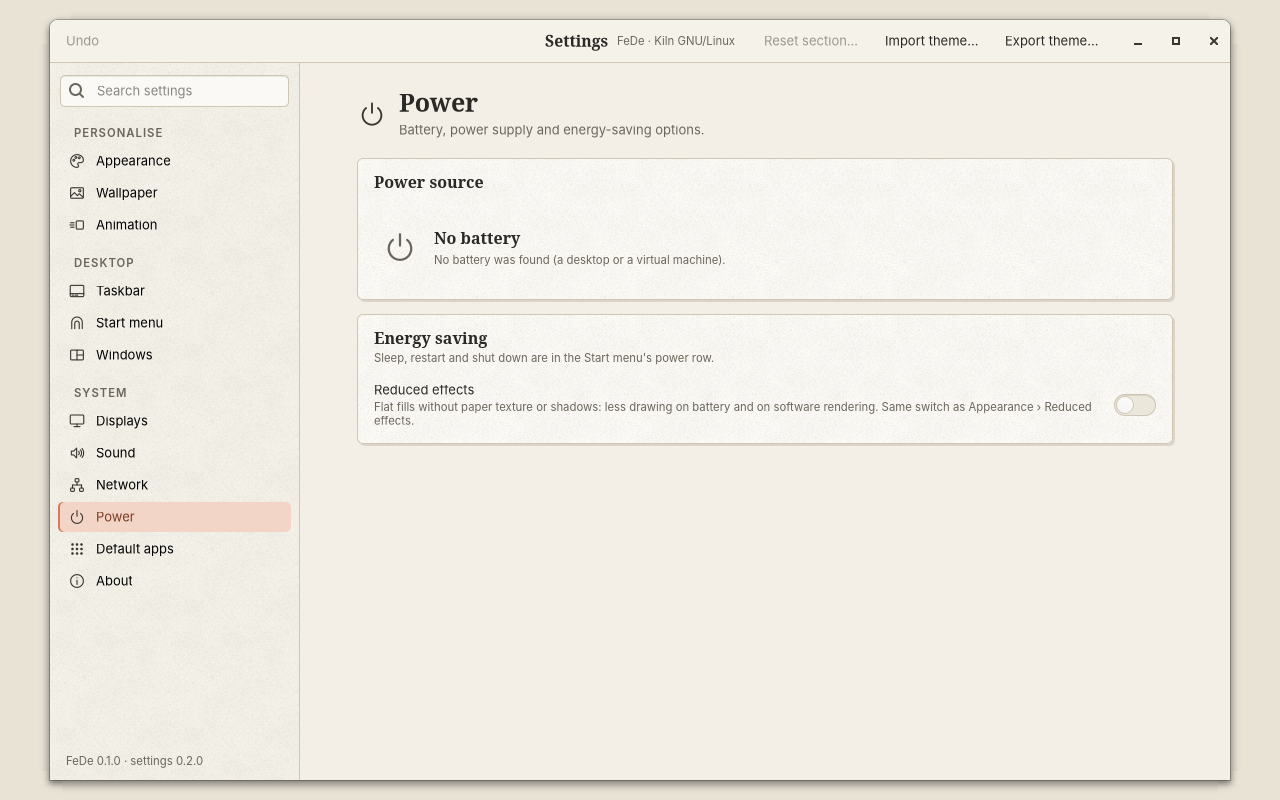 Undo
Settings FeDe · Kiln GNU/Linux
Reset section... Import theme... Export theme...
Search settings
PERSONALISE
Appearance
Wallpaper
Animation
DESKTOP
Taskbar
Start menu
Windows
SYSTEM
Displays
Sound
Network
Power
Default apps
About
FeDe 0.1.0 · settings 0.2.0
Power
Battery, power supply and energy-saving options.
Power source
No battery
No battery was found (a desktop or a virtual machine).
Energy saving
Sleep, restart and shut down are in the Start menu's power row.
Reduced effects
Flat fills without paper texture or shadows: less drawing on battery and on software rendering. Same switch as Appearance › Reduced
effects.